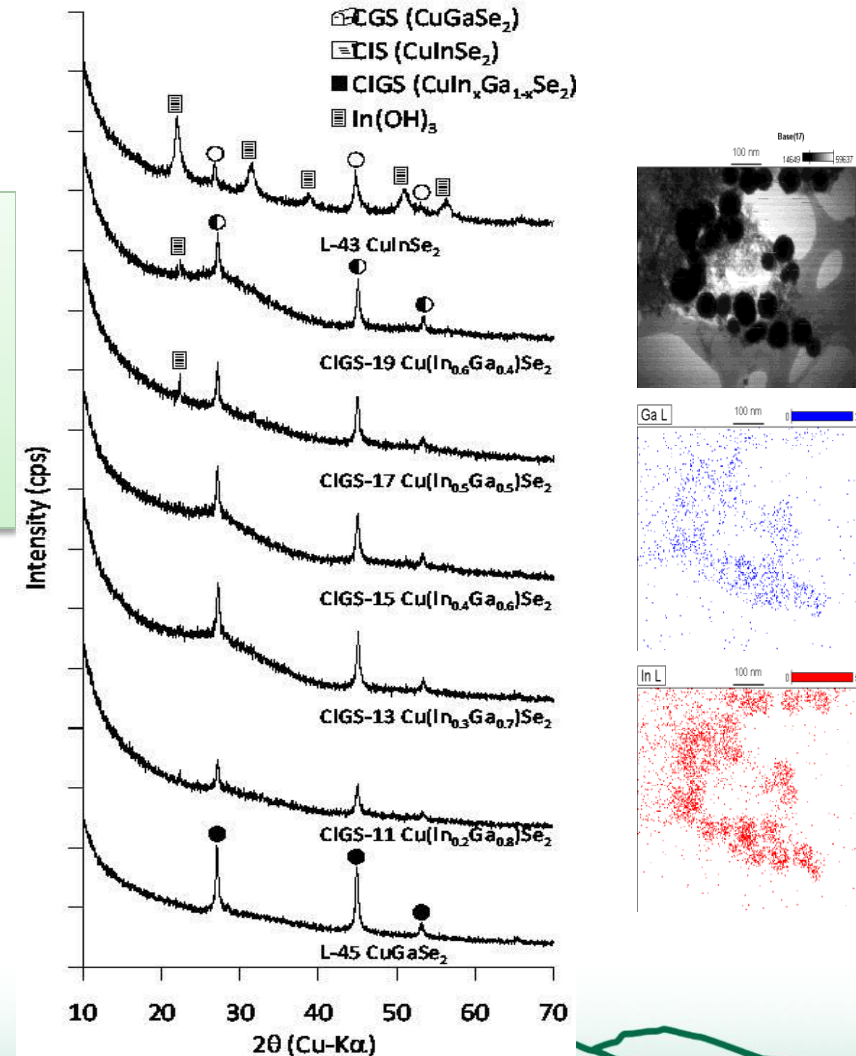 CGS (CuGaSe₂)
CIS (CuInSe₂)
CIGS (CuInₓGa₁₋ₓSe₂)
In(OH)₃
L-43 CuInSe₂
CIGS-19 Cu(In₀.₆Ga₀.₄)Se₂
CIGS-17 Cu(In₀.₅Ga₀.₅)Se₂
CIGS-15 Cu(In₀.₄Ga₀.₆)Se₂
CIGS-13 Cu(In₀.₃Ga₀.₇)Se₂
CIGS-11 Cu(In₀.₂Ga₀.₈)Se₂
L-45 CuGaSe₂
Intensity (cps)
10 20 30 40 50 60 70
2θ (Cu-Kα)
Base(17)
100 nm 14649 59637
Ga L 100 nm 0
In L 100 nm 0